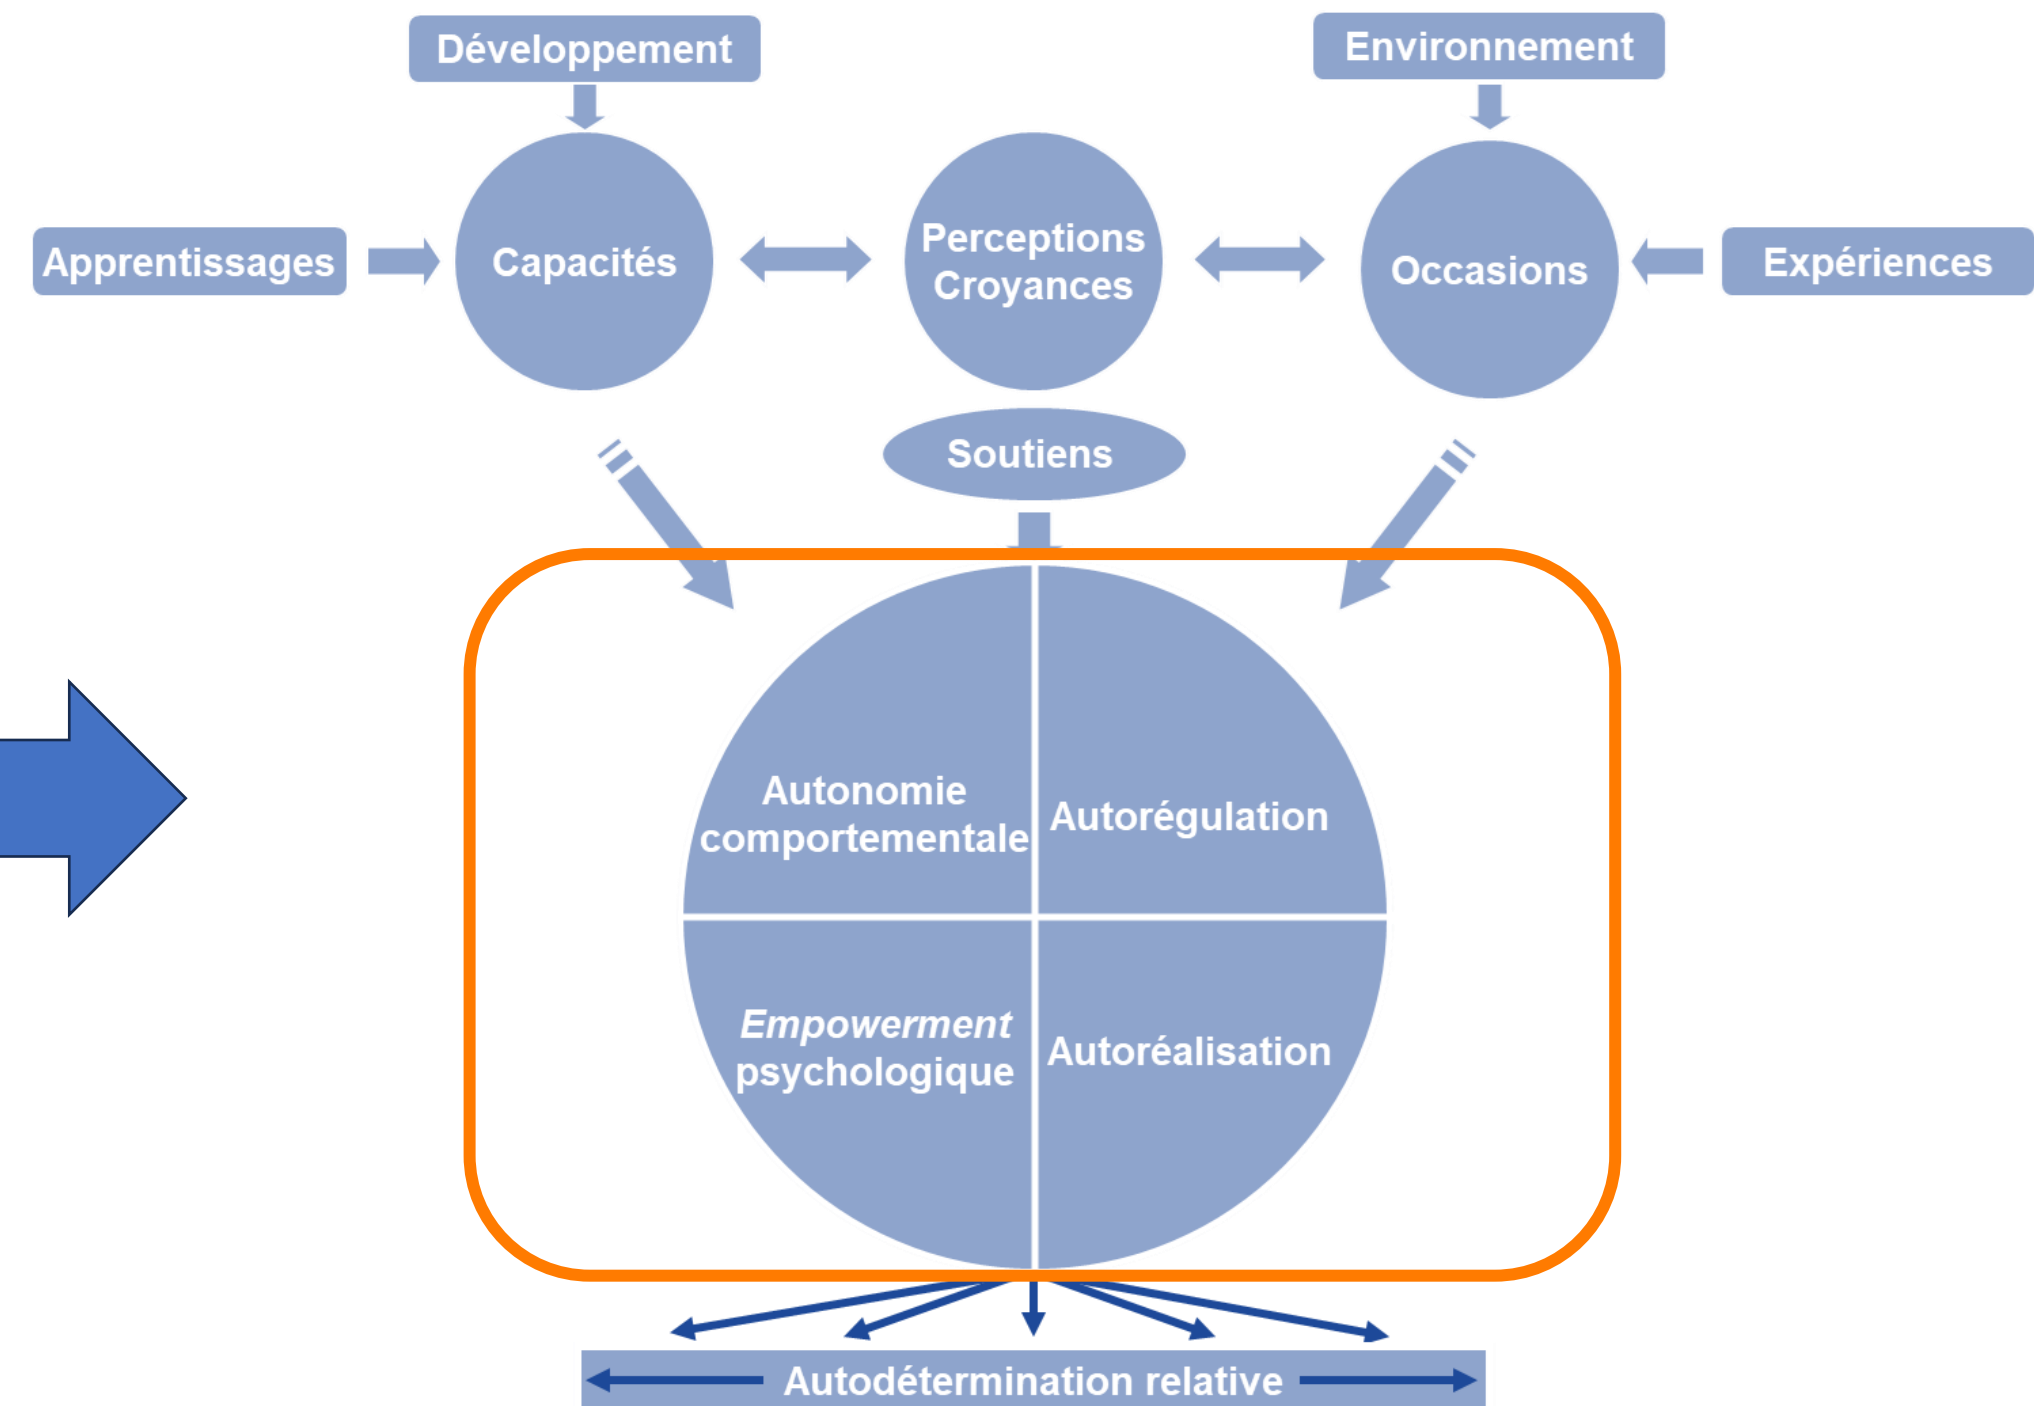 Développement
Environnement
Apprentissages
Capacités
Perceptions
Croyances
Occasions
Expériences
Soutiens
Autonomie
comportementale
Autorégulation
Empowerment
psychologique
Autoréalisation
Autodétermination relative